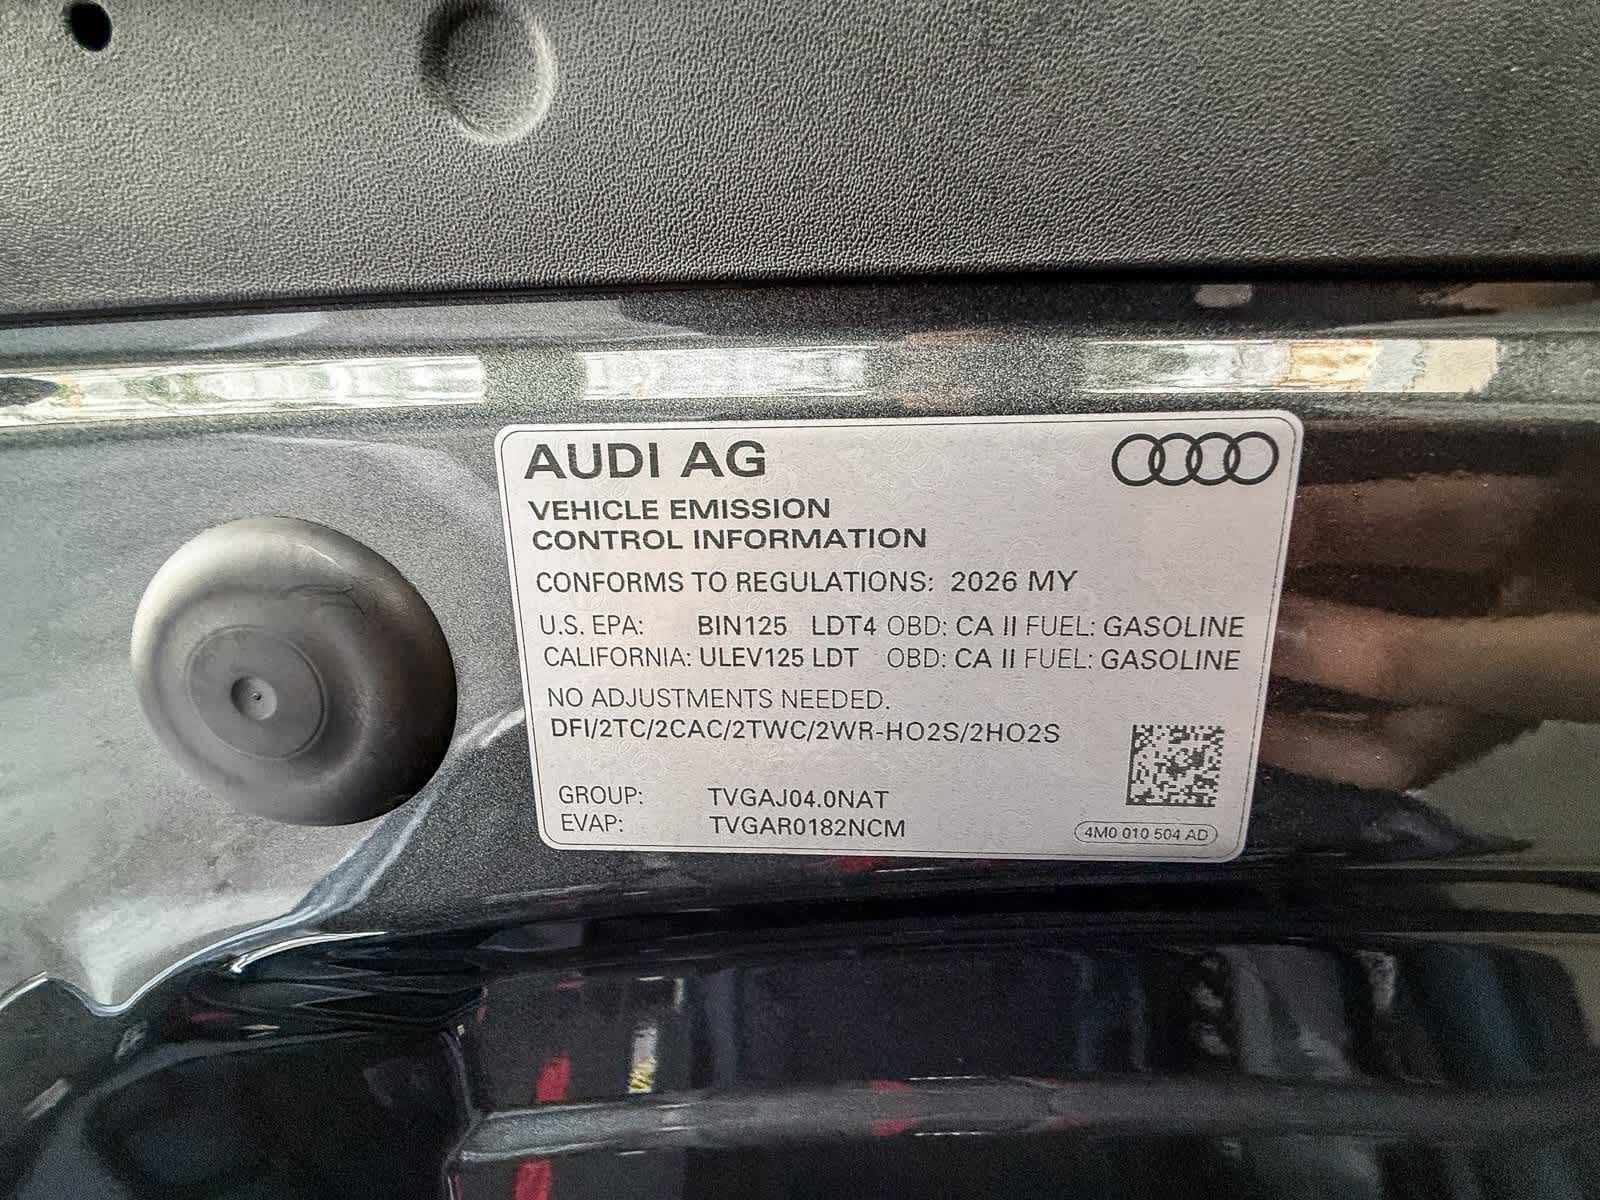 AUDI AG
VEHICLE EMISSION
CONTROL INFORMATION
CONFORMS TO REGULATIONS: 2026 MY
U.S. EPA: BIN125 LDT4 OBD: CA II FUEL: GASOLINE
CALIFORNIA: ULEV125 LDT OBD: CA II FUEL: GASOLINE
NO ADJUSTMENTS NEEDED.
DFI/2TC/2CAC/2TWC/2WR-HO2S/2HO2S
GROUP: TVGAJ04.0NAT
EVAP: TVGAR0182NCM
4M0 010 504 AD